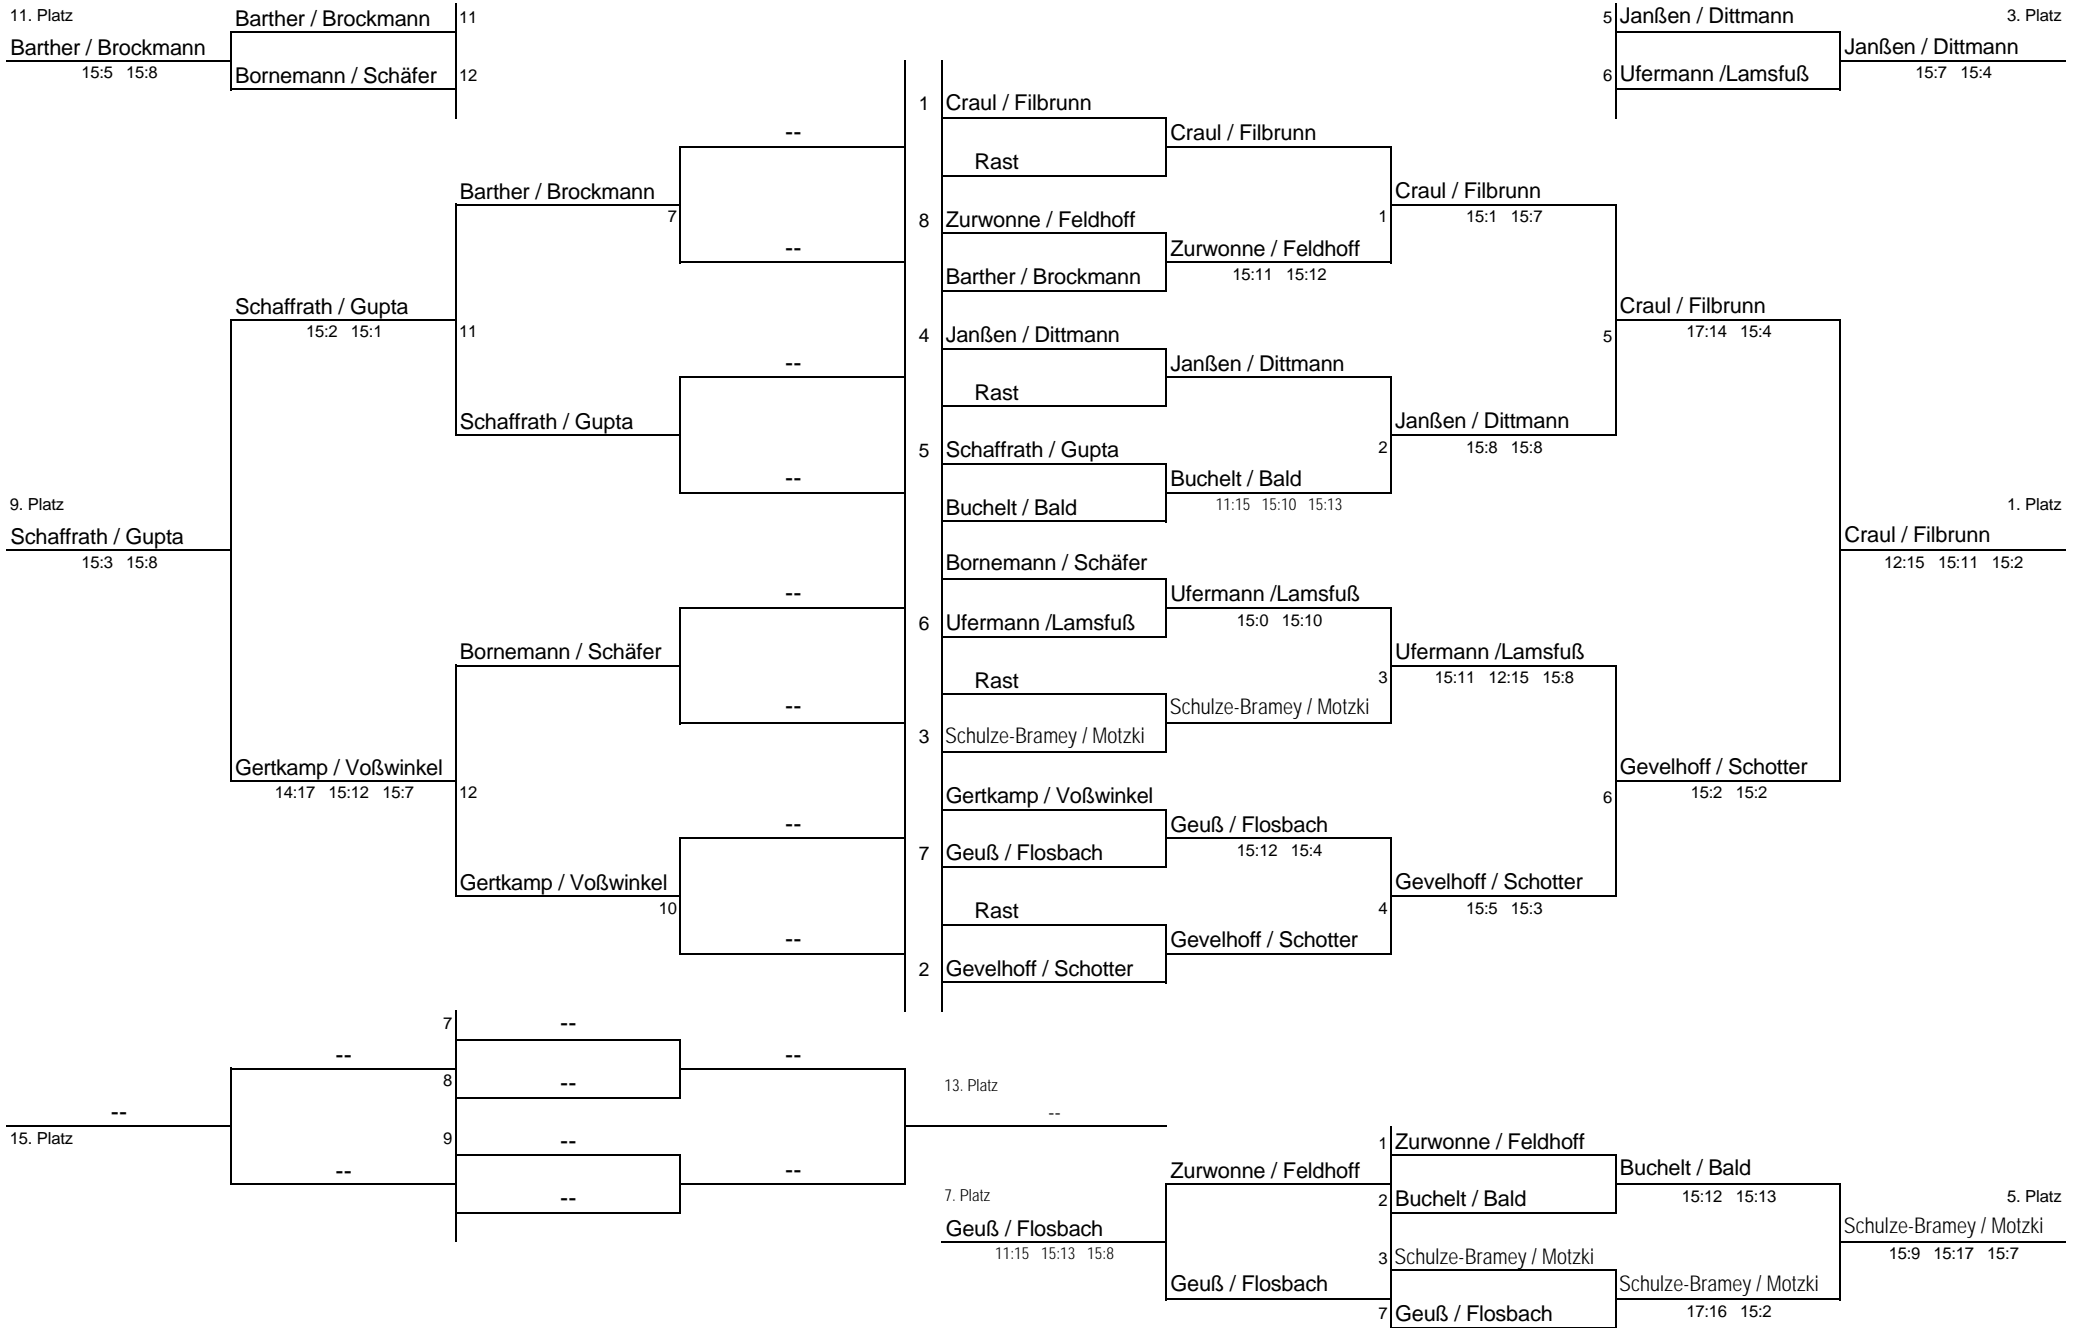 11. Platz
Barther / Brockmann 11
Barther / Brockmann
15:5 15:8
Bornemann / Schäfer 12
5 Janßen / Dittmann
3. Platz
Janßen / Dittmann
15:7 15:4
6 Ufermann /Lamsfuß
--
Barther / Brockmann
7
--
Schaffrath / Gupta
15:2 15:1
11
--
Schaffrath / Gupta
--
9. Platz
Schaffrath / Gupta
15:3 15:8
--
Bornemann / Schäfer
--
Gertkamp / Voßwinkel
14:17 15:12 15:7
12
--
Gertkamp / Voßwinkel
10
--
1 Craul / Filbrunn
Rast
8 Zurwonne / Feldhoff
Barther / Brockmann
4 Janßen / Dittmann
Rast
5 Schaffrath / Gupta
Buchelt / Bald
Bornemann / Schäfer
6 Ufermann /Lamsfuß
Rast
3 Schulze-Bramey / Motzki
Gertkamp / Voßwinkel
7 Geuß / Flosbach
Rast
2 Gevelhoff / Schotter
Craul / Filbrunn
Zurwonne / Feldhoff
15:11 15:12
Janßen / Dittmann
Buchelt / Bald
11:15 15:10 15:13
Ufermann /Lamsfuß
15:0 15:10
Schulze-Bramey / Motzki
Geuß / Flosbach
15:12 15:4
Gevelhoff / Schotter
Craul / Filbrunn
1 15:1 15:7
Janßen / Dittmann
2 15:8 15:8
Ufermann /Lamsfuß
3 15:11 12:15 15:8
Gevelhoff / Schotter
4 15:5 15:3
Craul / Filbrunn
5 17:14 15:4
Gevelhoff / Schotter
6 15:2 15:2
1. Platz
Craul / Filbrunn
12:15 15:11 15:2
7 --
-- --
8 --
--
15. Platz
9 --
-- --
--
13. Platz
--
1 Zurwonne / Feldhoff
Zurwonne / Feldhoff
Buchelt / Bald
7. Platz
2 Buchelt / Bald
15:12 15:13
5. Platz
Geuß / Flosbach
11:15 15:13 15:8
Schulze-Bramey / Motzki
15:9 15:17 15:7
3 Schulze-Bramey / Motzki
Geuß / Flosbach
Schulze-Bramey / Motzki
7 Geuß / Flosbach
17:16 15:2